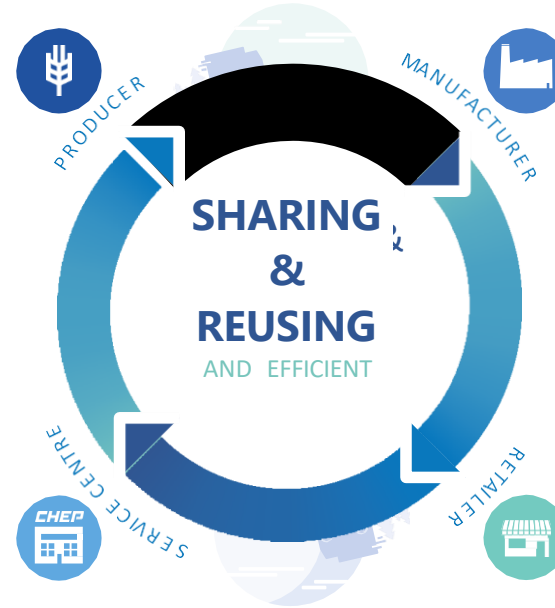 PRODUCER
MANUFACTURER
SHARING
&
&
REUSING
AND EFFICIENT
SERVICE CENTRE
RETAILER
CHEP